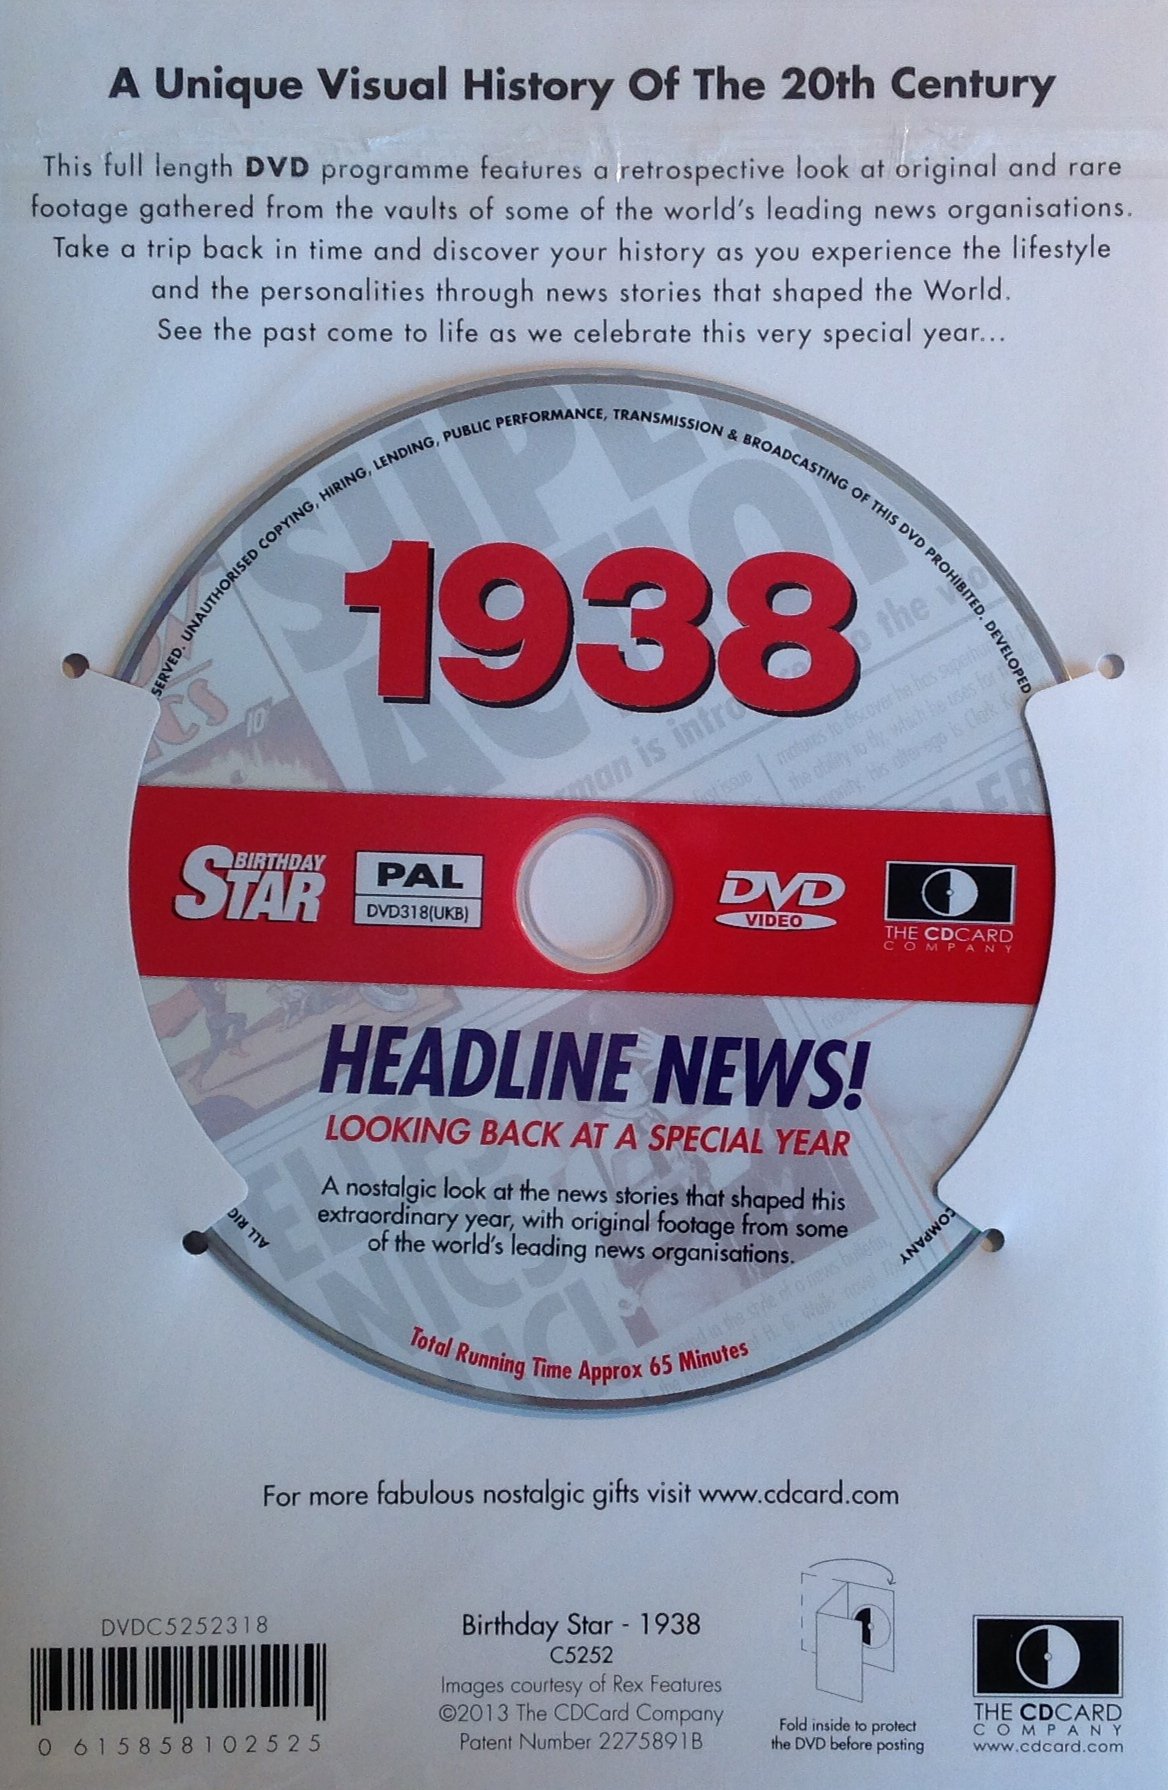 A Unique Visual History Of The 20th Century
This full length DVD programme features a retrospective look at original and rare
footage gathered from the vaults of some of the world's leading news organisations.
Take a trip back in time and discover your history as you experience the lifestyle
and the personalities through news stories that shaped the World.
See the past come to life as we celebrate this very special year...
SERVED. UNAUTHORISED COPYING, HIRING, LENDING, PUBLIC PERFORMANCE, TRANSMISSION & BROADCASTING OF THIS DVD PROHIBITED. DEVELOPED
SUPER
ACTION
10¢
1938
BIRTHDAY
STAR
PAL
DVD318(UKB)
DVD
VIDEO
THE CDCARD
COMPANY
HEADLINE NEWS!
LOOKING BACK AT A SPECIAL YEAR
A nostalgic look at the news stories that shaped this
extraordinary year, with original footage from some
of the world's leading news organisations.
ALL RIG
COMPANY
Total Running Time Approx 65 Minutes
For more fabulous nostalgic gifts visit www.cdcard.com
DVDC5252318
0 615858102525
Birthday Star - 1938
C5252
Images courtesy of Rex Features
©2013 The CDCard Company
Patent Number 2275891B
1
Fold inside to protect
the DVD before posting
THE CDCARD
COMPANY
www.cdcard.com